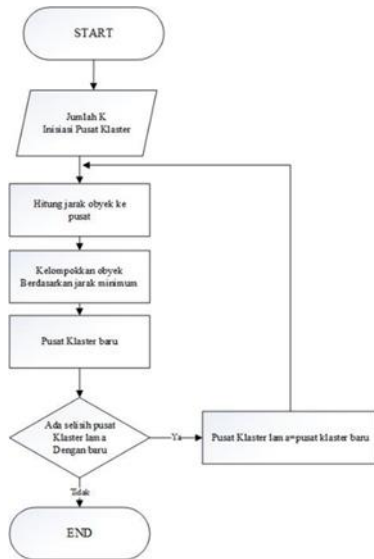 START
Jumlah K
Inisiasi Pusat Klaster
Hitung jarak obyek ke
pusat
Kelompokkan obyek
Berdasarkan jarak minimum
Pusat Klaster baru
Ada selisih pusat
Klaster lama
Dengan baru
Ya
Pusat Klaster lama=pusat klaster baru
Tidak
END